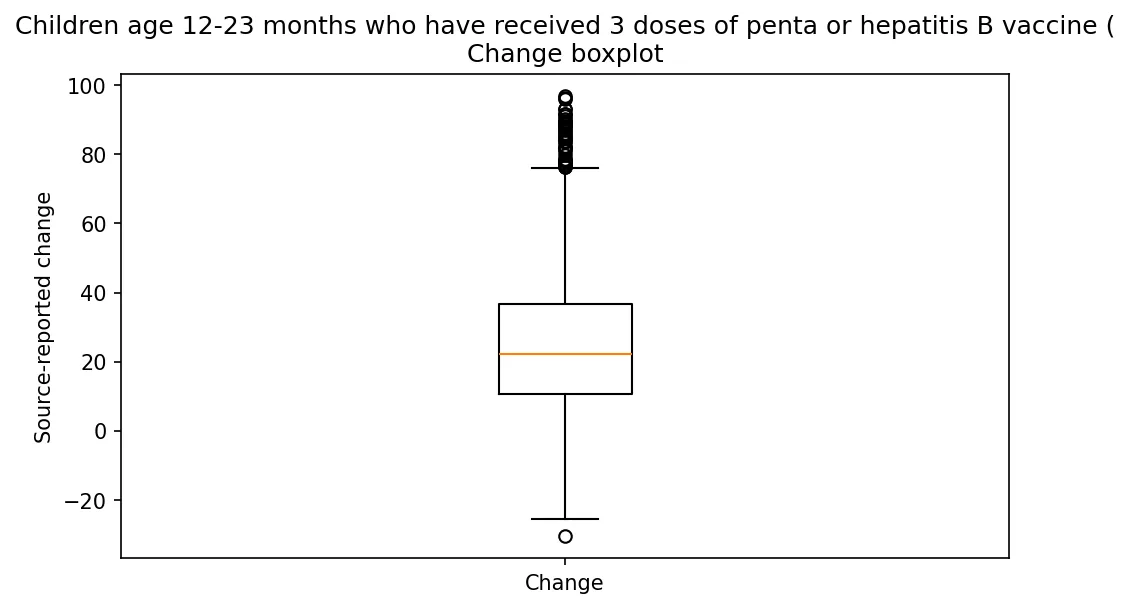 Children age 12-23 months who have received 3 doses of penta or hepatitis B vaccine (
Change boxplot
Source-reported change
100
80
60
40
20
0
−20
Change